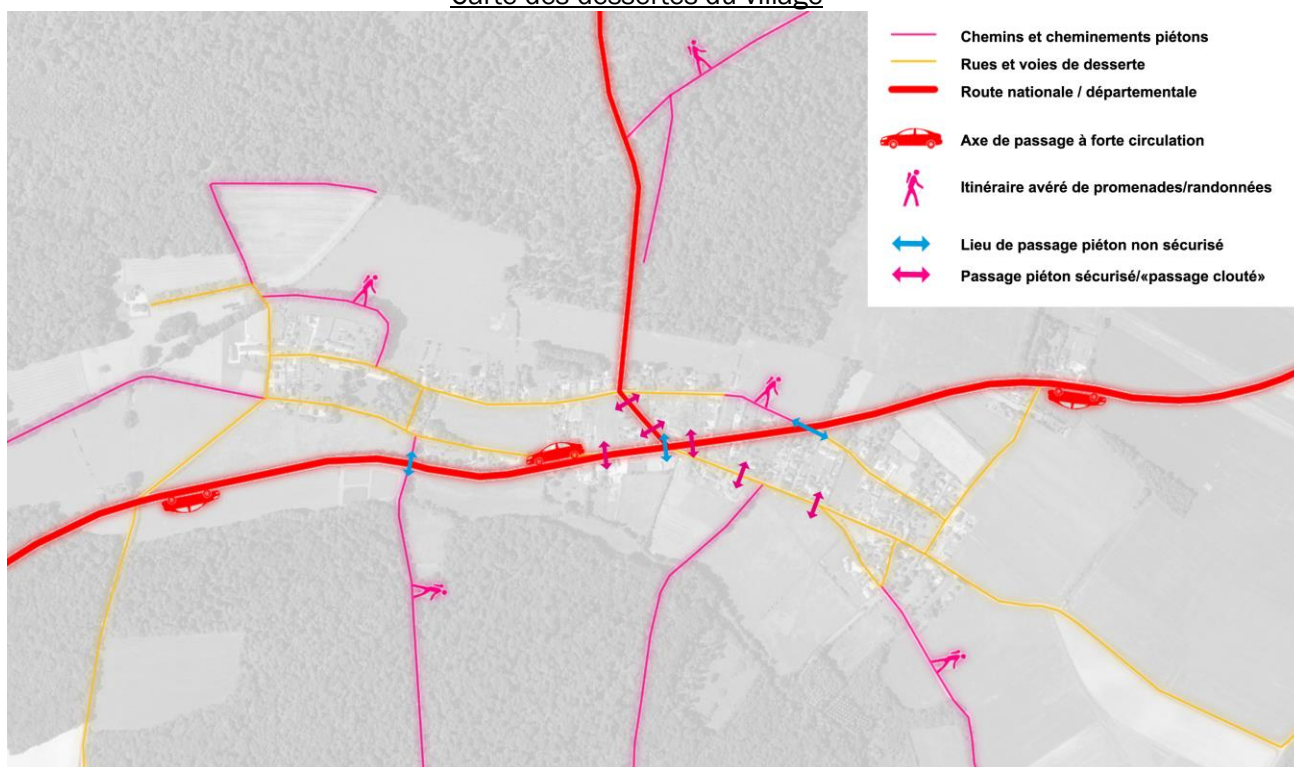 Carte des dessertes du village
Chemins et cheminements piétons
Rues et voies de desserte
Route nationale / départementale
Axe de passage à forte circulation
Itinéraire avéré de promenades/randonnées
Lieu de passage piéton non sécurisé
Passage piéton sécurisé/«passage clouté»